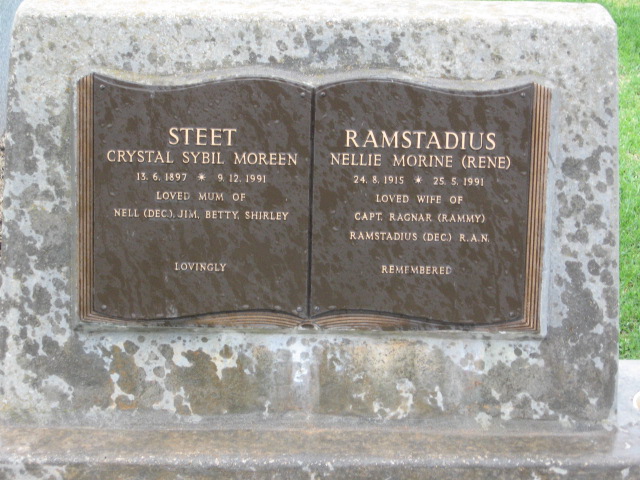 STEET
CRYSTAL SYBIL MOREEN
13. 6. 1897 * 9. 12. 1991
LOVED MUM OF
NELL (DEC.), JIM, BETTY, SHIRLEY
LOVINGLY
RAMSTADIUS
NELLIE MORINE (RENE)
24. 8. 1915 * 25. 5. 1991
LOVED WIFE OF
CAPT. RAGNAR (RAMMY)
RAMSTADIUS (DEC.) R.A.N.
REMEMBERED